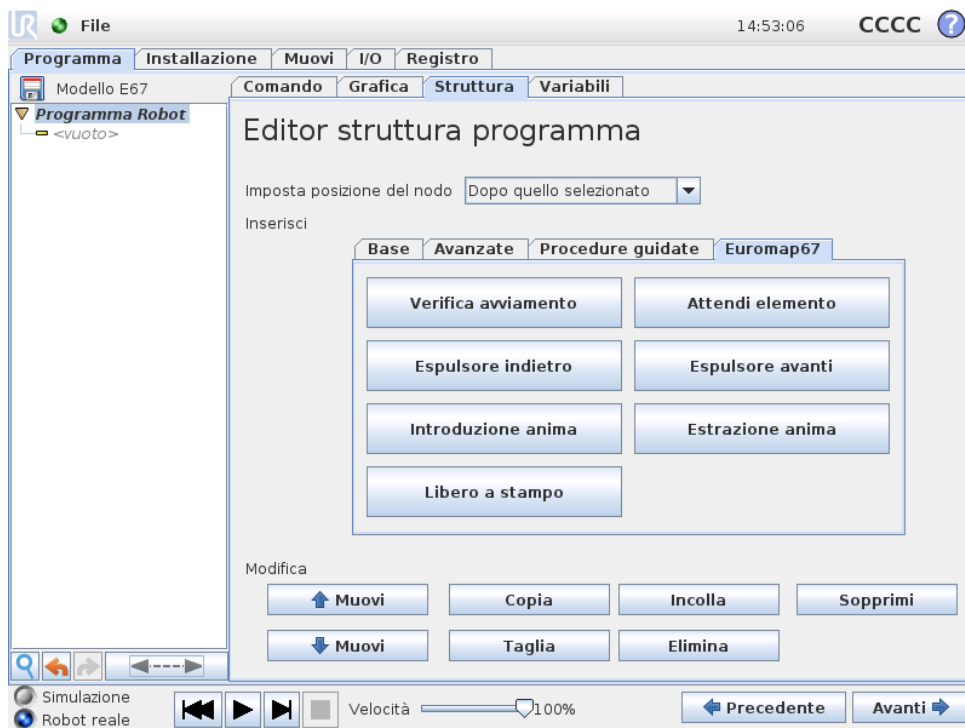 UR File 14:53:06 CCCC ?
Programma Installazione Muovi I/O Registro
Modello E67
Comando Grafica Struttura Variabili
Programma Robot
<vuoto>
Editor struttura programma
Imposta posizione del nodo Dopo quello selezionato
Inserisci
Base Avanzate Procedure guidate Euromap67
Verifica avviamento Attendi elemento
Espulsore indietro Espulsore avanti
Introduzione anima Estrazione anima
Libero a stampo
Modifica
Muovi Copia Incolla Sopprimi
Muovi Taglia Elimina
Simulazione
Robot reale
Velocità 100%
Precedente Avanti